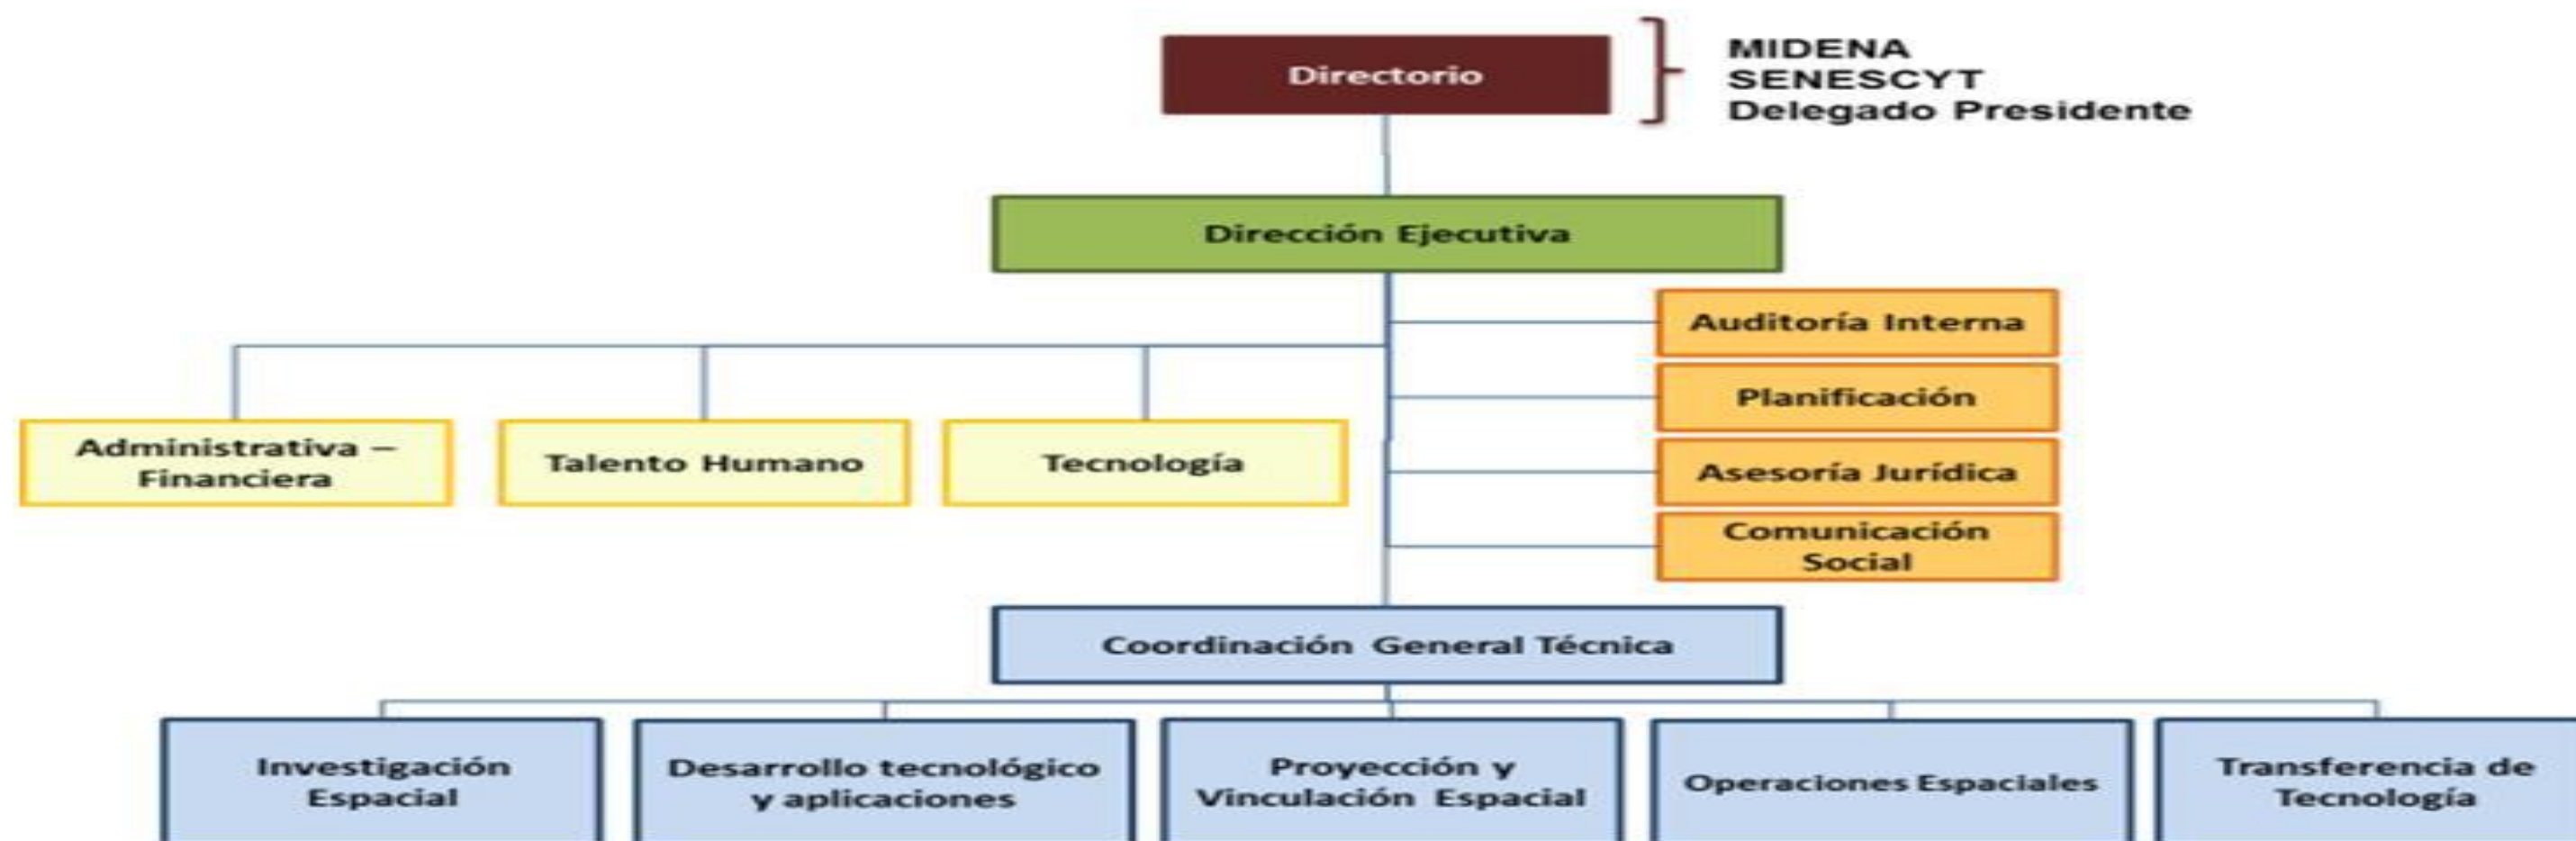 Directorio
MIDENA
SENESCYT
Delegado Presidente
Dirección Ejecutiva
Auditoría Interna
Planificación
Asesoría Jurídica
Comunicación
Social
Administrativa –
Financiera
Talento Humano
Tecnología
Coordinación General Técnica
Investigación
Espacial
Desarrollo tecnológico
y aplicaciones
Proyección y
Vinculación Espacial
Operaciones Espaciales
Transferencia de
Tecnología